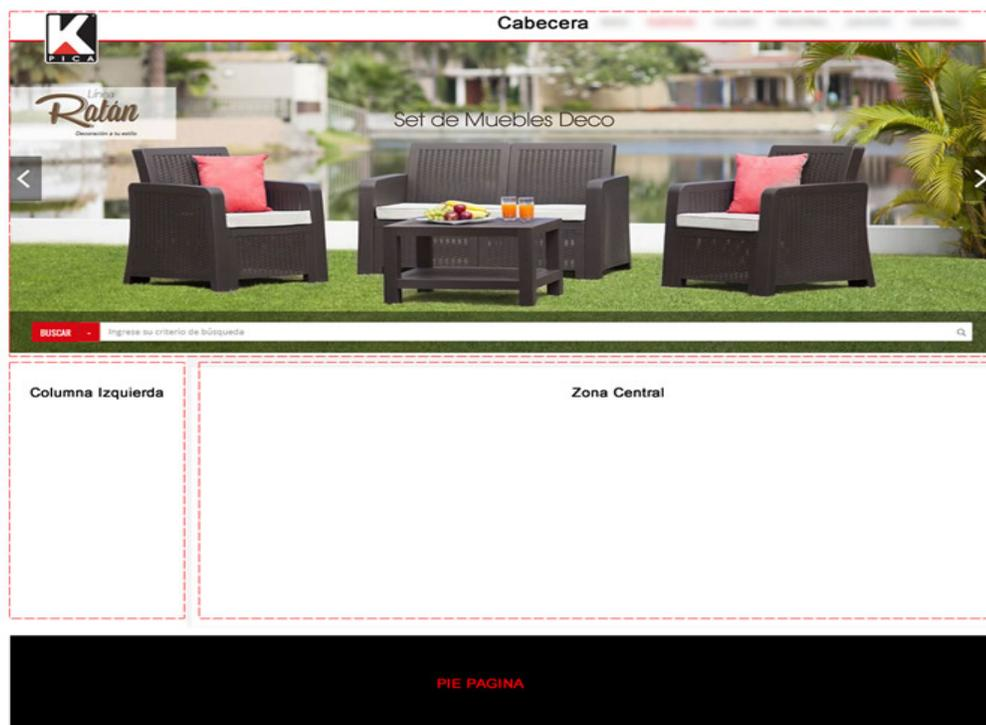 Cabecera
K
PICA
Línea
Ratán
Decoración a tu estilo
Set de Muebles Deco
BUSCAR
Ingrese su criterio de búsqueda
Columna Izquierda
Zona Central
PIE PAGINA